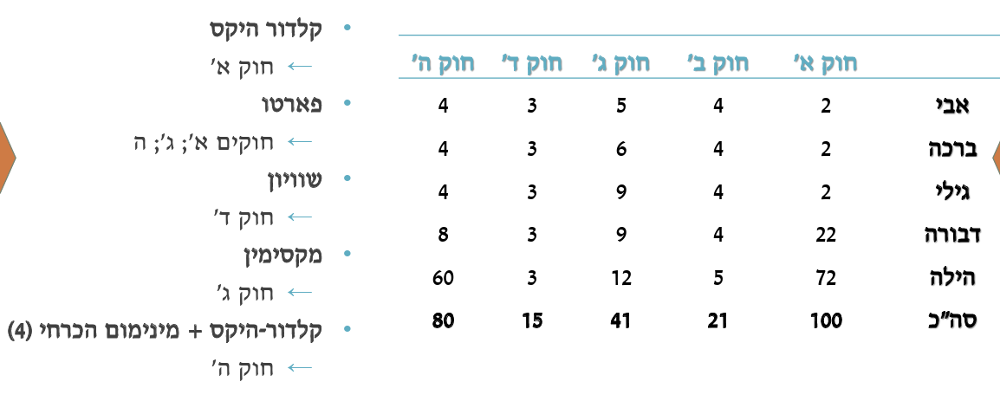 חוק א' חוק ב' חוק ג' חוק ד' חוק ה'
אבי 2 4 5 3 4
ברכה 2 4 6 3 4
גילי 2 4 9 3 4
דבורה 22 4 9 3 8
הילה 72 5 12 3 60
סה"כ 100 21 41 15 80
• קלדור היקס
← חוק א'
• פארטו
← חוקים א'; ג'; ה
• שוויון
← חוק ד'
• מקסימין
← חוק ג'
• קלדור-היקס + מינימום הכרחי (4)
← חוק ה'